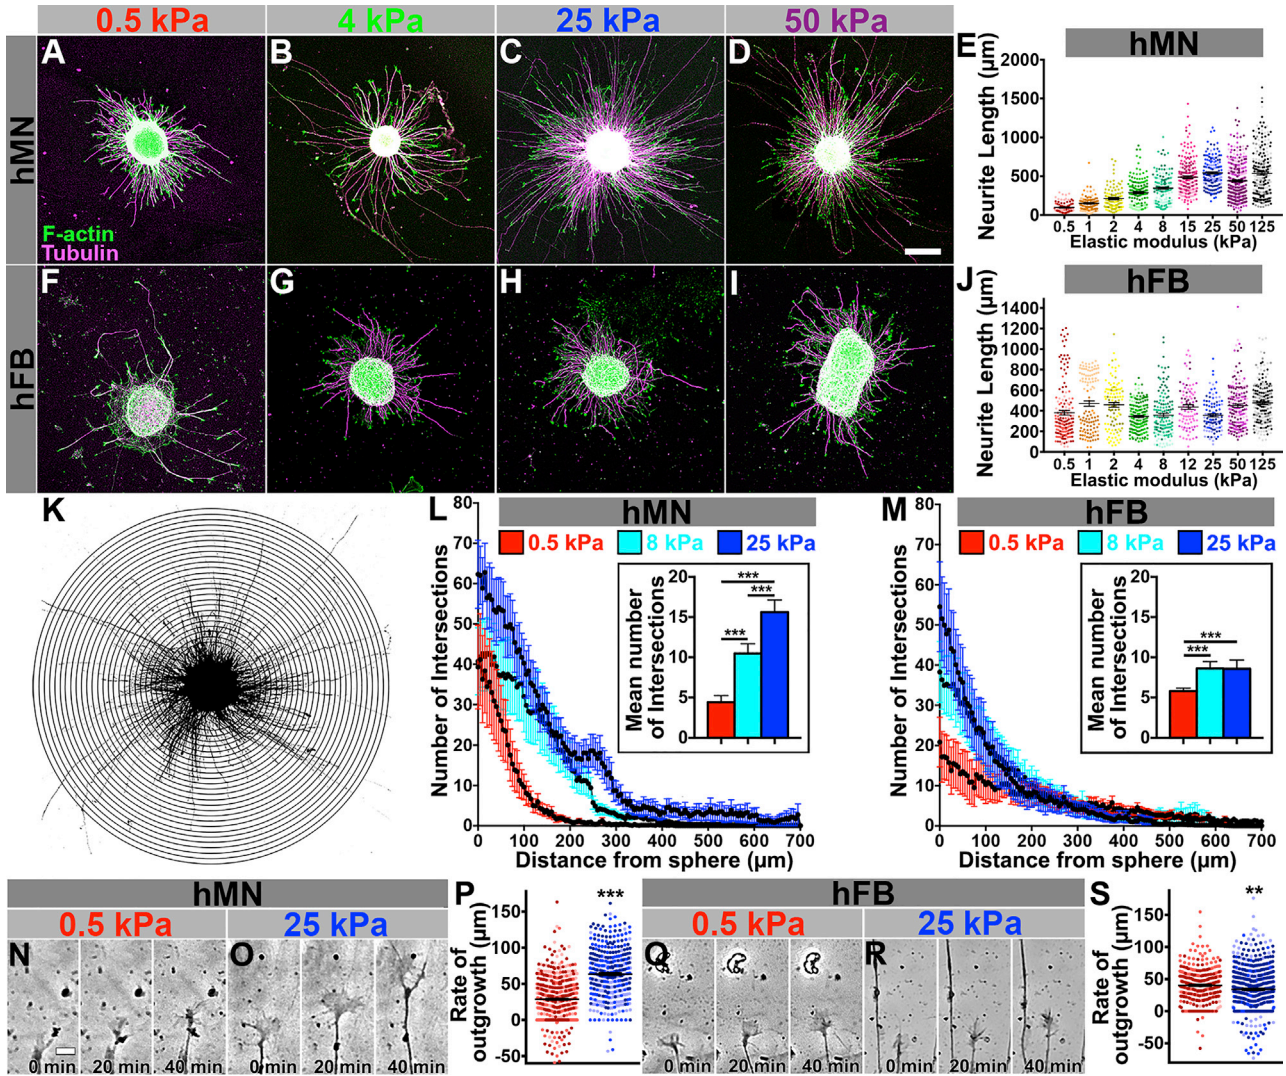 0.5 kPa 4 kPa 25 kPa 50 kPa
hMN
A B C D
F-actin
Tubulin
E hMN
Neurite Length (µm)
2000
1500
1000
500
0
0.5 1 2 4 8 15 25 50 125
Elastic modulus (kPa)
hFB
F G H I
J hFB
Neurite Length (µm)
1400
1200
1000
800
600
400
200
0
0.5 1 2 4 8 12 25 50 125
Elastic modulus (kPa)
K
L hMN
0.5 kPa 8 kPa 25 kPa
Number of Intersections
80
70
60
50
40
30
20
10
0
0 100 200 300 400 500 600 700
Distance from sphere (µm)
Mean number
of Intersections
20
15
10
5
0
***
***
***
M hFB
0.5 kPa 8 kPa 25 kPa
Number of Intersections
80
70
60
50
40
30
20
10
0
0 100 200 300 400 500 600 700
Distance from sphere (µm)
Mean number
of Intersections
20
15
10
5
0
***
***
hMN
0.5 kPa 25 kPa
N O
0 min 20 min 40 min 0 min 20 min 40 min
P
***
Rate of
outgrowth (µm)
150
100
50
0
-50
hFB
0.5 kPa 25 kPa
Q R
0 min 20 min 40 min 0 min 20 min 40 min
S
**
Rate of
outgrowth (µm)
150
100
50
0
-50